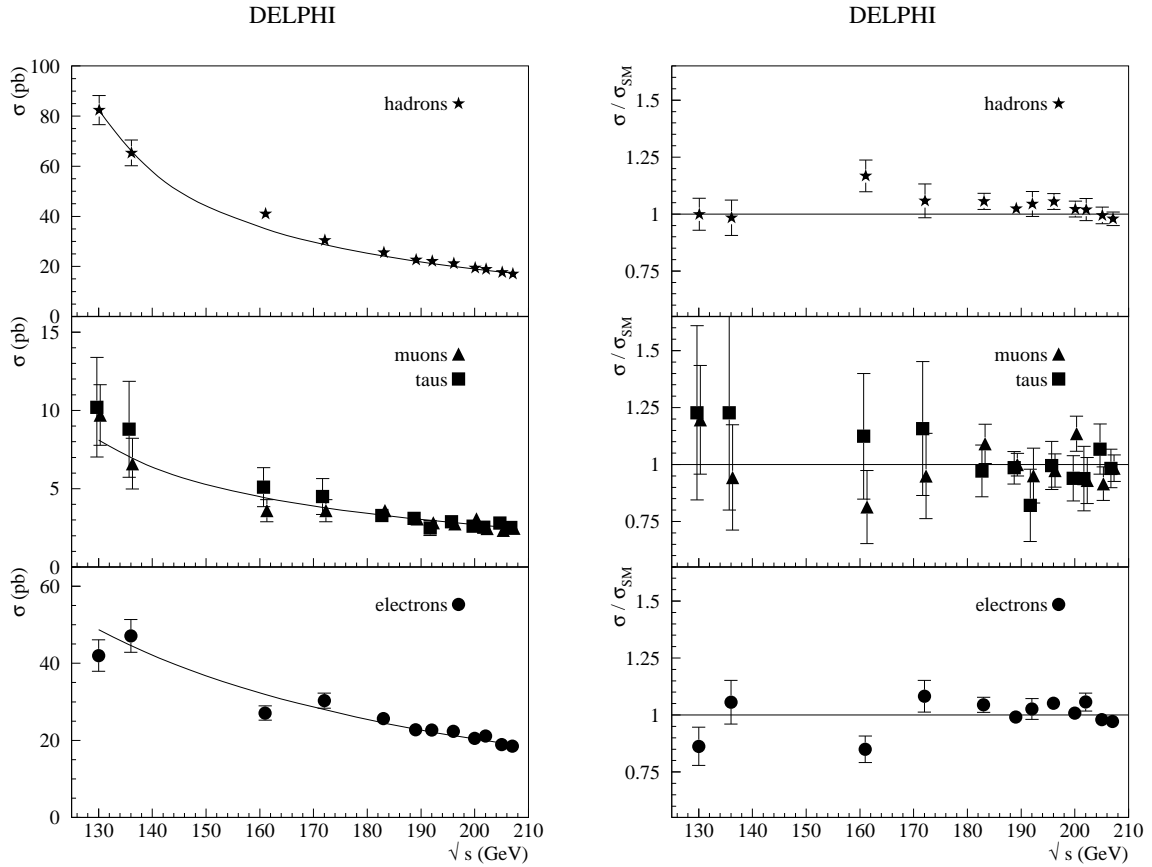 DELPHI
σ (pb)
100
80
60
40
20
0
hadrons
σ (pb)
15
10
5
0
muons
taus
σ (pb)
60
40
20
0
electrons
130 140 150 160 170 180 190 200 210
√ s (GeV)
DELPHI
σ / σSM
1.5
1.25
1
0.75
hadrons
σ / σSM
1.5
1.25
1
0.75
muons
taus
σ / σSM
1.5
1.25
1
0.75
electrons
130 140 150 160 170 180 190 200 210
√ s (GeV)